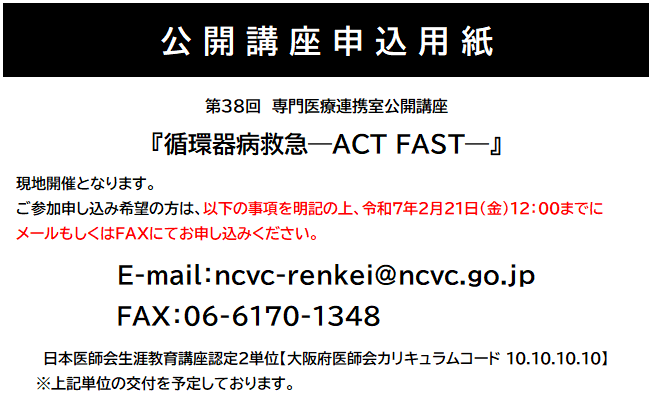 公開講座申込用紙
第38回 専門医療連携室公開講座
『循環器病救急―ACT FAST―』
現地開催となります。
ご参加申し込み希望の方は、以下の事項を明記の上、令和7年2月21日(金)12:00までに
メールもしくはFAXにてお申し込みください。
E-mail:ncvc-renkei@ncvc.go.jp
FAX:06-6170-1348
日本医師会生涯教育講座認定2単位【大阪府医師会カリキュラムコード 10.10.10.10】
※上記単位の交付を予定しております。